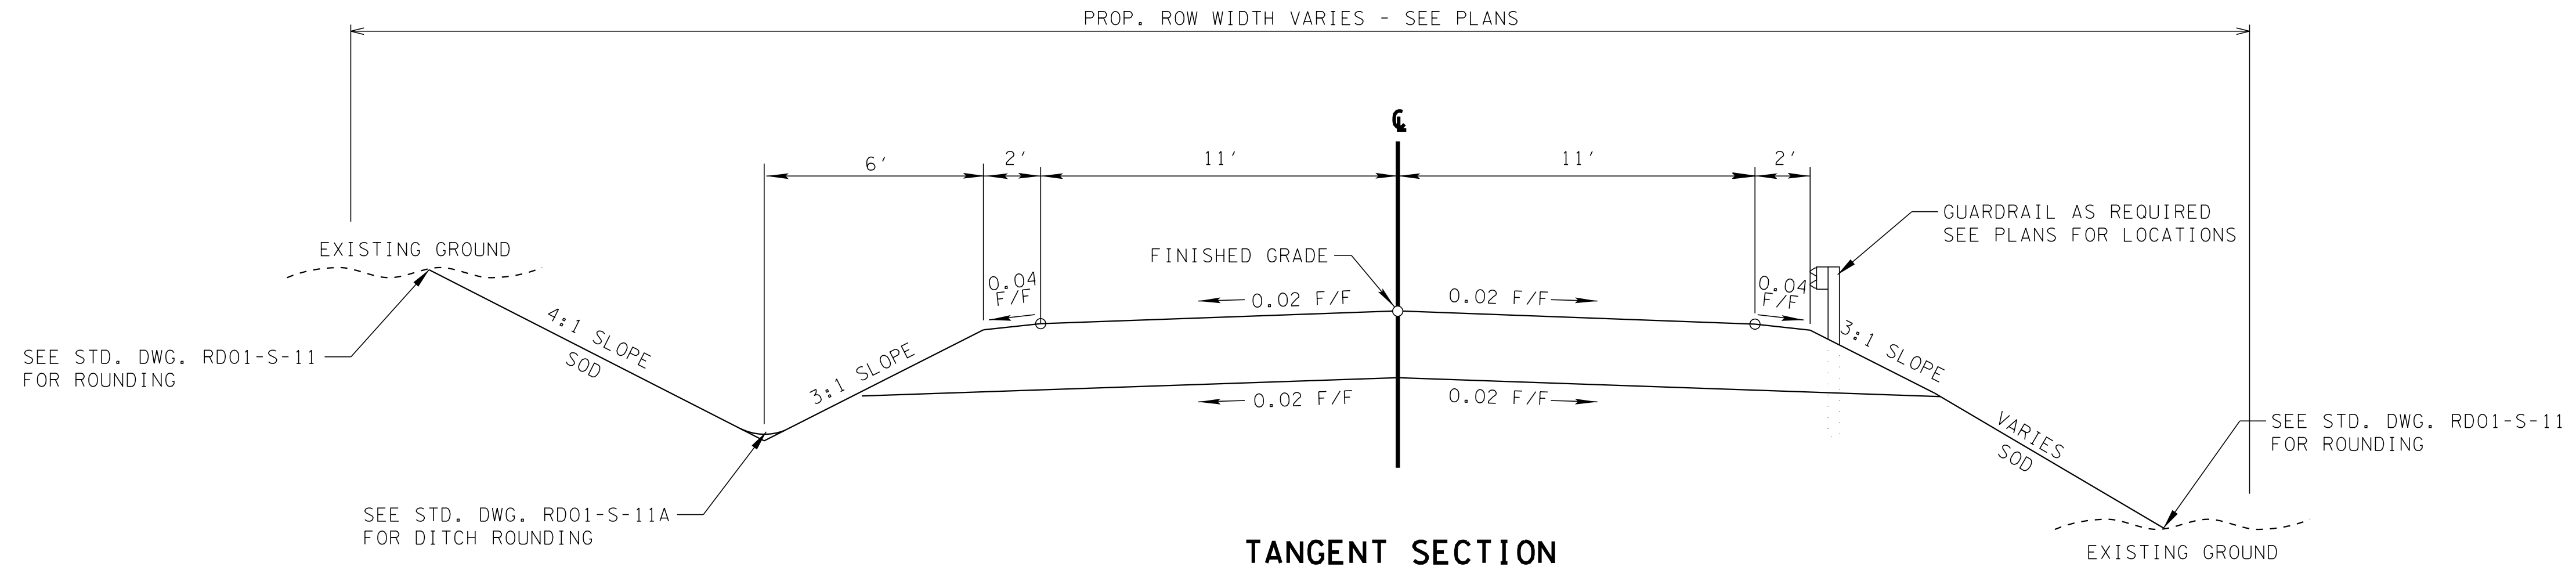 PROP. ROW WIDTH VARIES - SEE PLANS
℄
6'
2'
11'
11'
2'
GUARDRAIL AS REQUIRED
SEE PLANS FOR LOCATIONS
EXISTING GROUND
FINISHED GRADE
0.04
F/F
0.02 F/F
0.02 F/F
0.04
F/F
4:1 SLOPE
SOD
3:1 SLOPE
3:1 SLOPE
SEE STD. DWG. RD01-S-11
FOR ROUNDING
0.02 F/F
0.02 F/F
VARIES
SOD
SEE STD. DWG. RD01-S-11
FOR ROUNDING
SEE STD. DWG. RD01-S-11A
FOR DITCH ROUNDING
TANGENT SECTION
EXISTING GROUND